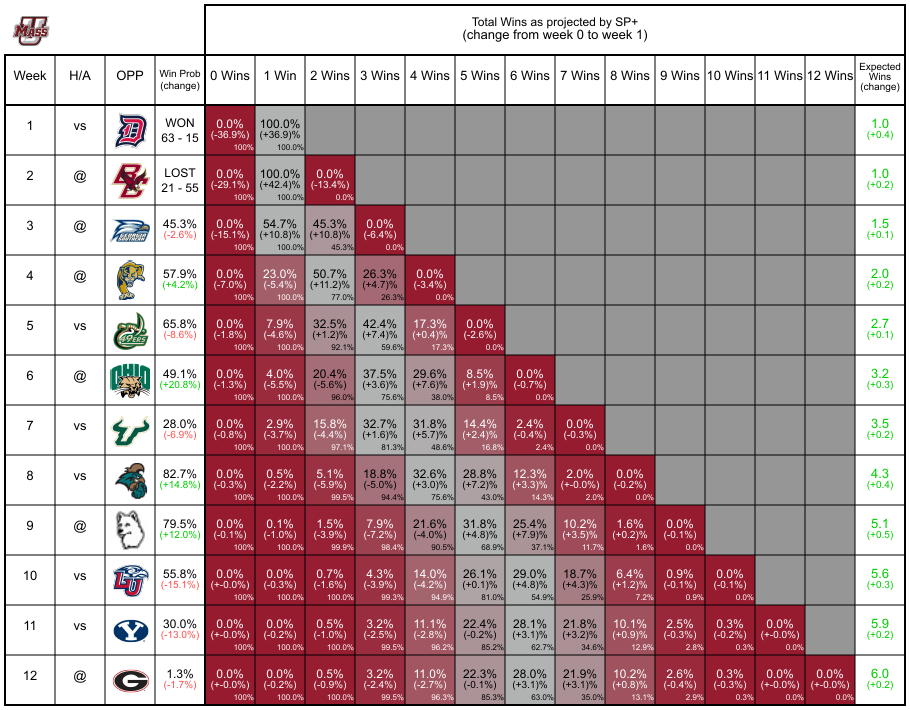 U
MASS
Total Wins as projected by SP+
(change from week 0 to week 1)
Week H/A OPP Win Prob (change) 0 Wins 1 Win 2 Wins 3 Wins 4 Wins 5 Wins 6 Wins 7 Wins 8 Wins 9 Wins 10 Wins 11 Wins 12 Wins Expected Wins (change)
1 vs D WON 0.0% 100.0% 1.0
63 - 15 (-36.9%) (+36.9)% (+0.4)
100% 100.0%
2 @ BC LOST 0.0% 100.0% 0.0% 1.0
21 - 55 (-29.1%) (+42.4)% (-13.4%) (+0.2)
100% 100.0% 0.0%
3 @ 45.3% 0.0% 54.7% 45.3% 0.0% 1.5
(-2.6%) (-15.1%) (+10.8)% (+10.8)% (-6.4%) (+0.1)
100% 100.0% 45.3% 0.0%
4 @ 57.9% 0.0% 23.0% 50.7% 26.3% 0.0% 2.0
(+4.2%) (-7.0%) (-5.4%) (+11.2)% (+4.7)% (-3.4%) (+0.2)
100% 100.0% 77.0% 26.3% 0.0%
5 vs 49ERS 65.8% 0.0% 7.9% 32.5% 42.4% 17.3% 0.0% 2.7
(-8.6%) (-1.8%) (-4.6%) (+1.2)% (+7.4)% (+0.4)% (-2.6%) (+0.1)
100% 100.0% 92.1% 59.6% 17.3% 0.0%
6 @ OHIO 49.1% 0.0% 4.0% 20.4% 37.5% 29.6% 8.5% 0.0% 3.2
(+20.8%) (-1.3%) (-5.5%) (-5.6%) (+3.6)% (+7.6)% (+1.9)% (-0.7%) (+0.3)
100% 100.0% 96.0% 75.6% 38.0% 8.5% 0.0%
7 vs 28.0% 0.0% 2.9% 15.8% 32.7% 31.8% 14.4% 2.4% 0.0% 3.5
(-6.9%) (-0.8%) (-3.7%) (-4.4%) (+1.6)% (+5.7)% (+2.4)% (-0.4%) (-0.3%) (+0.2)
100% 100.0% 97.1% 81.3% 48.6% 16.8% 2.4% 0.0%
8 vs 82.7% 0.0% 0.5% 5.1% 18.8% 32.6% 28.8% 12.3% 2.0% 0.0% 4.3
(+14.8%) (-0.3%) (-2.2%) (-5.9%) (-5.0%) (+3.0)% (+7.2)% (+3.3)% (+-0.0)% (-0.2%) (+0.4)
100% 100.0% 99.5% 94.4% 75.6% 43.0% 14.3% 2.0% 0.0%
9 @ 79.5% 0.0% 0.1% 1.5% 7.9% 21.6% 31.8% 25.4% 10.2% 1.6% 0.0% 5.1
(+12.0%) (-0.1%) (-1.0%) (-3.9%) (-7.2%) (-4.0%) (+4.8)% (+7.9)% (+3.5)% (+0.2)% (-0.1%) (+0.5)
100% 100.0% 99.9% 98.4% 90.5% 68.9% 37.1% 11.7% 1.6% 0.0%
10 vs LU 55.8% 0.0% 0.0% 0.7% 4.3% 14.0% 26.1% 29.0% 18.7% 6.4% 0.9% 0.0% 5.6
(-15.1%) (+-0.0%) (-0.3%) (-1.6%) (-3.9%) (-4.2%) (+0.1)% (+4.8)% (+4.3)% (+1.2)% (-0.1%) (-0.1%) (+0.3)
100% 100.0% 100.0% 99.3% 94.9% 81.0% 54.9% 25.9% 7.2% 0.9% 0.0%
11 vs Y 30.0% 0.0% 0.0% 0.5% 3.2% 11.1% 22.4% 28.1% 21.8% 10.1% 2.5% 0.3% 0.0% 5.9
(-13.0%) (+-0.0%) (-0.2%) (-1.0%) (-2.5%) (-2.8%) (-0.2%) (+3.1)% (+3.2)% (+0.9)% (-0.3%) (-0.2%) (+-0.0%) (+0.2)
100% 100.0% 100.0% 99.5% 96.2% 85.2% 62.7% 34.6% 12.9% 2.8% 0.3% 0.0%
12 @ G 1.3% 0.0% 0.0% 0.5% 3.2% 11.0% 22.3% 28.0% 21.9% 10.2% 2.6% 0.3% 0.0% 0.0% 6.0
(-1.7%) (+-0.0%) (-0.2%) (-0.9%) (-2.4%) (-2.7%) (-0.1%) (+3.1)% (+3.1)% (+0.8)% (-0.4%) (-0.1%) (+-0.0%) (+-0.0%) (+0.2)
100% 100.0% 100.0% 99.5% 96.3% 85.3% 63.0% 35.0% 13.1% 2.9% 0.3% 0.0% 0.0%